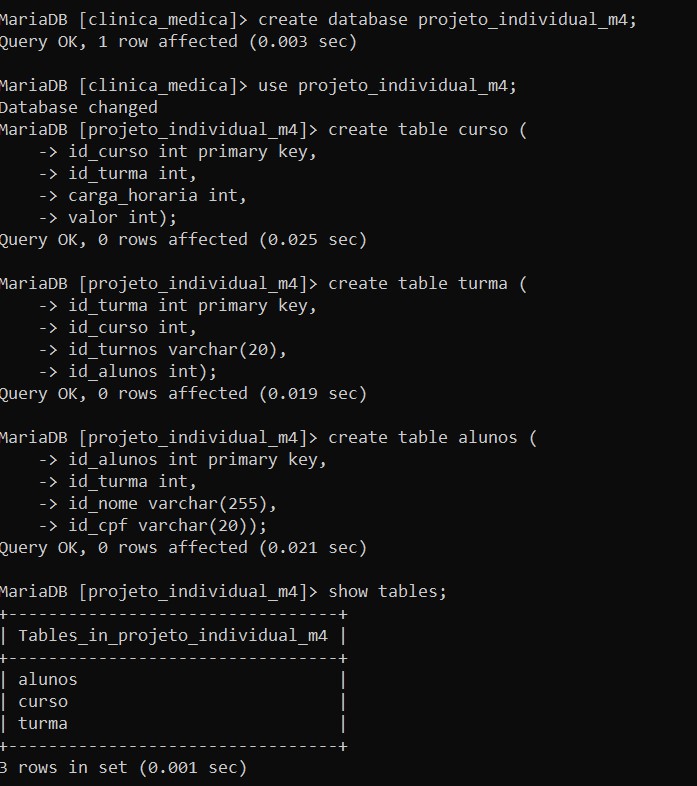 MariaDB [clinica_medica]> create database projeto_individual_m4;
Query OK, 1 row affected (0.003 sec)
MariaDB [clinica_medica]> use projeto_individual_m4;
Database changed
MariaDB [projeto_individual_m4]> create table curso (
    -> id_curso int primary key,
    -> id_turma int,
    -> carga_horaria int,
    -> valor int);
Query OK, 0 rows affected (0.025 sec)
MariaDB [projeto_individual_m4]> create table turma (
    -> id_turma int primary key,
    -> id_curso int,
    -> id_turnos varchar(20),
    -> id_alunos int);
Query OK, 0 rows affected (0.019 sec)
MariaDB [projeto_individual_m4]> create table alunos (
    -> id_alunos int primary key,
    -> id_turma int,
    -> id_nome varchar(255),
    -> id_cpf varchar(20));
Query OK, 0 rows affected (0.021 sec)
MariaDB [projeto_individual_m4]> show tables;
+---------------------------------+
| Tables_in_projeto_individual_m4 |
+---------------------------------+
| alunos                          |
| curso                           |
| turma                           |
+---------------------------------+
3 rows in set (0.001 sec)